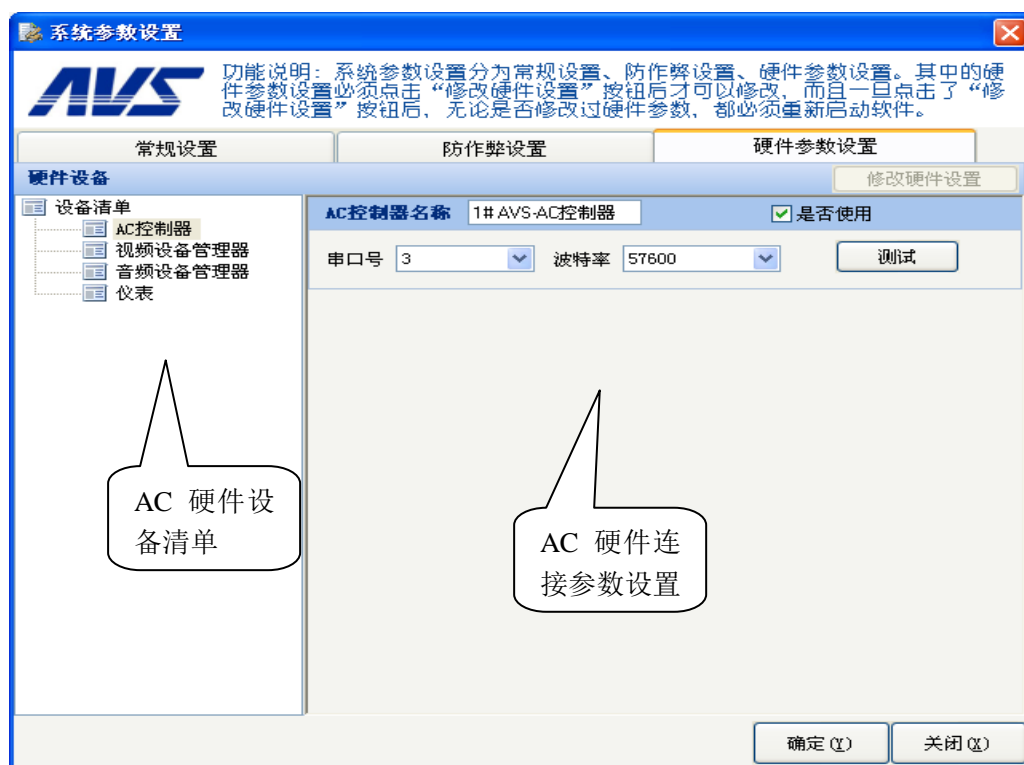 系统参数设置
AVS
功能说明：系统参数设置分为常规设置、防作弊设置、硬件参数设置。其中的硬
件参数设置必须点击“修改硬件设置”按钮后才可以修改，而且一旦点击了“修
改硬件设置”按钮后，无论是否修改过硬件参数，都必须重新启动软件。
常规设置 防作弊设置 硬件参数设置
硬件设备 修改硬件设置
设备清单
AC控制器
视频设备管理器
音频设备管理器
仪表
AC控制器名称 1# AVS-AC控制器 是否使用
串口号 3 波特率 57600 测试
AC 硬件设
备清单
AC 硬件连
接参数设置
确定(Y) 关闭(X)